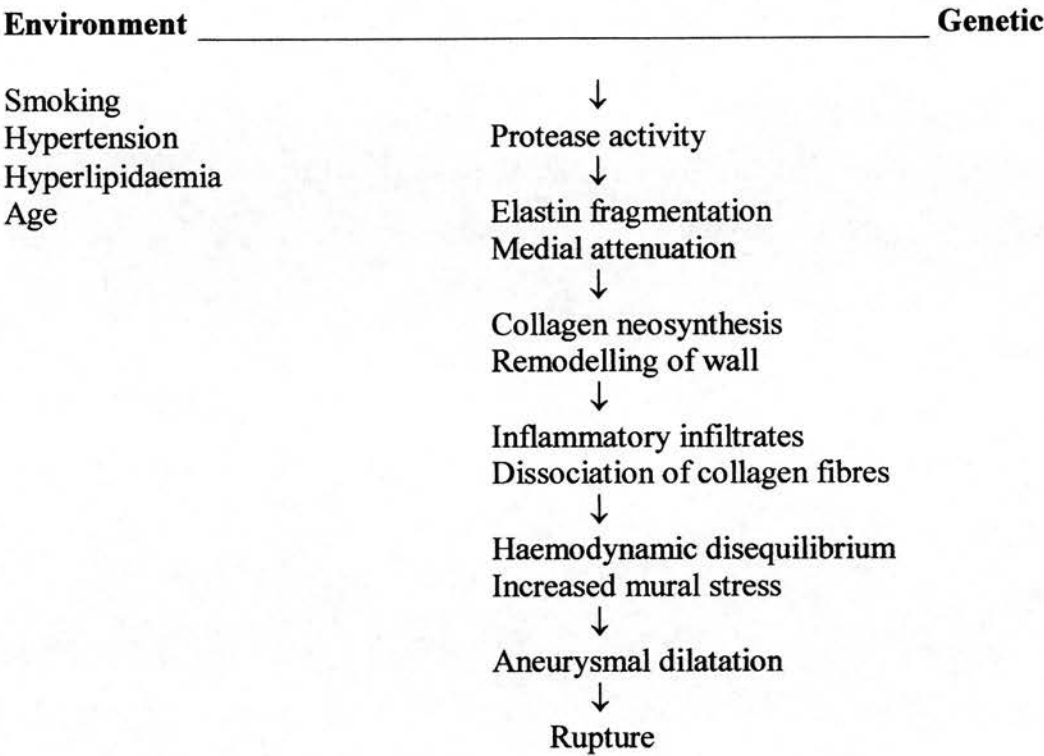 Environment Genetic
Smoking
Hypertension
Hyperlipidaemia
Age
↓
Protease activity
↓
Elastin fragmentation
Medial attenuation
↓
Collagen neosynthesis
Remodelling of wall
↓
Inflammatory infiltrates
Dissociation of collagen fibres
↓
Haemodynamic disequilibrium
Increased mural stress
↓
Aneurysmal dilatation
↓
Rupture